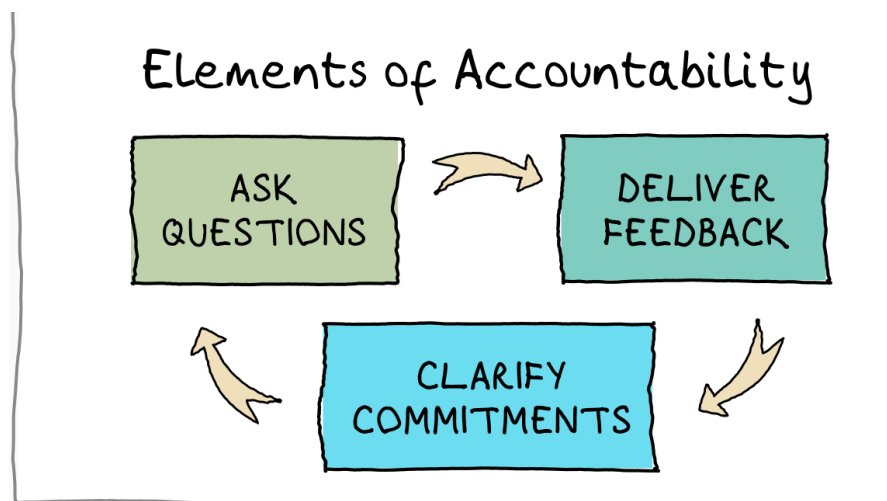 Elements of Accountability
ASK
QUESTIONS
DELIVER
FEEDBACK
CLARIFY
COMMITMENTS